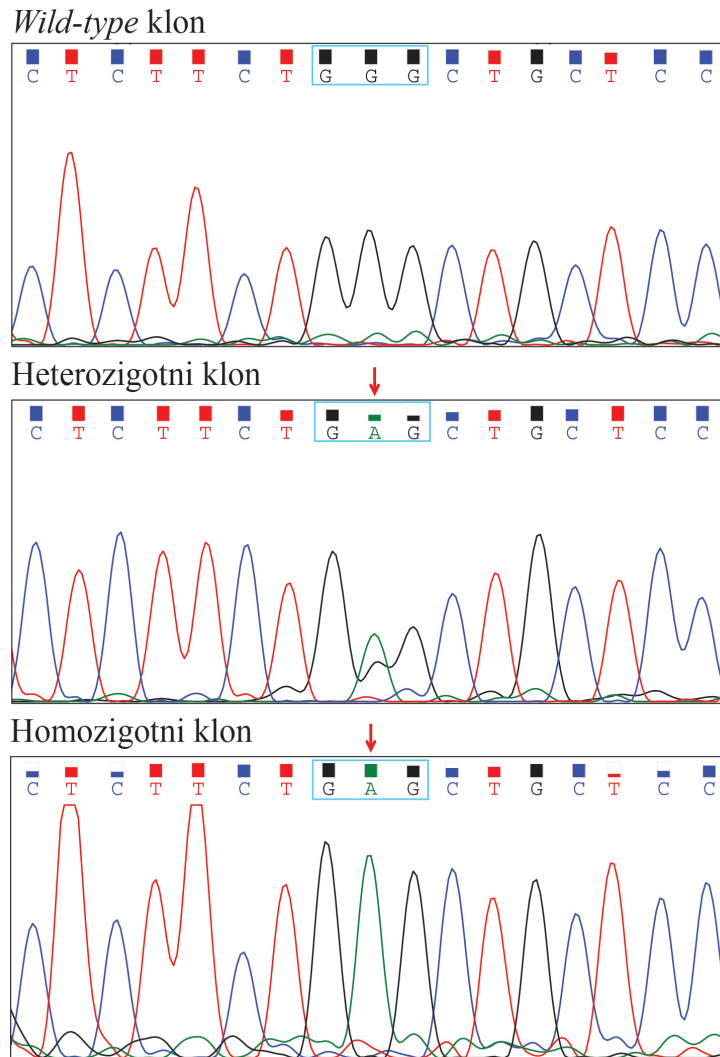 Wild-type klon
C T C T T C T G G G C T G C T C C
Heterozigotni klon
C T C T T C T G A G C T G C T C C
Homozigotni klon
C T C T T C T G A G C T G C T C C